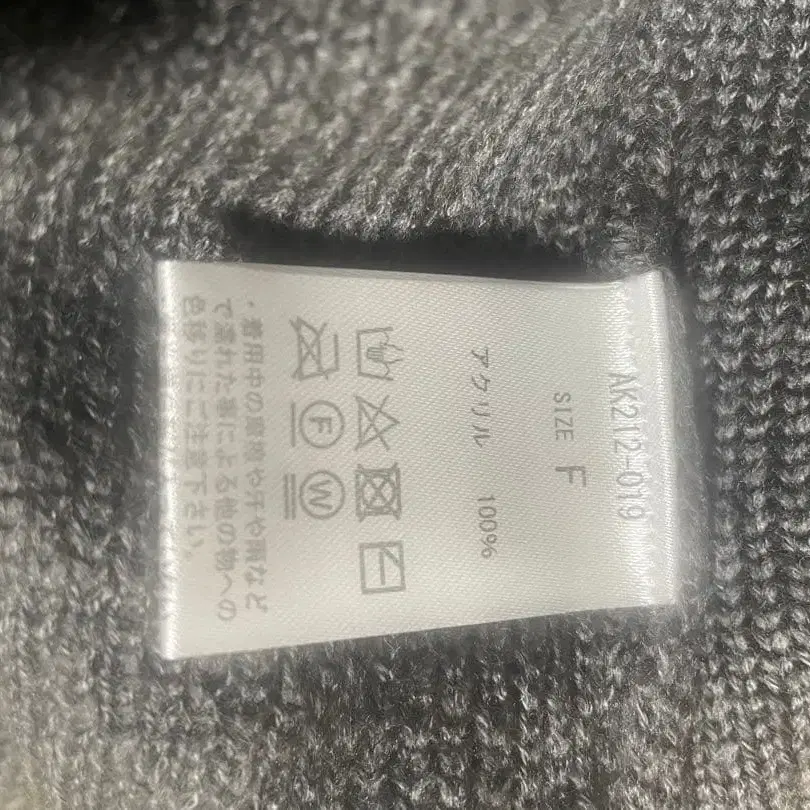 AK212-019
SIZE F
アクリル 100%
F W
・着用中の摩擦や汗や雨など
で濡れた事による他の物への
色移りにご注意下さい。